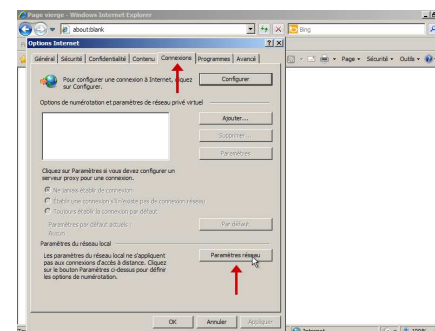 Page vierge - Windows Internet Explorer
about:blank
Bing
Options Internet
Page
Sécurité
Outils
Général Sécurité Confidentialité Contenu Connexions Programmes Avancé
Pour configurer une connexion à Internet, cliquez
sur Configurer.
Configurer
Options de numérotation et paramètres de réseau privé virtuel
Ajouter...
Supprimer...
Paramètres
Cliquez sur Paramètres si vous devez configurer un
serveur proxy pour une connexion.
Ne jamais établir de connexion
Établir une connexion s'il n'existe pas de connexion réseau
Toujours établir la connexion par défaut
Paramètres par défaut actuels :
Aucun
Par défaut
Paramètres du réseau local
Les paramètres du réseau local ne s'appliquent
pas aux connexions d'accès à distance. Cliquez
sur le bouton Paramètres ci-dessus pour définir
les options de numérotation.
Paramètres réseau
OK Annuler Appliquer
Internet
100%